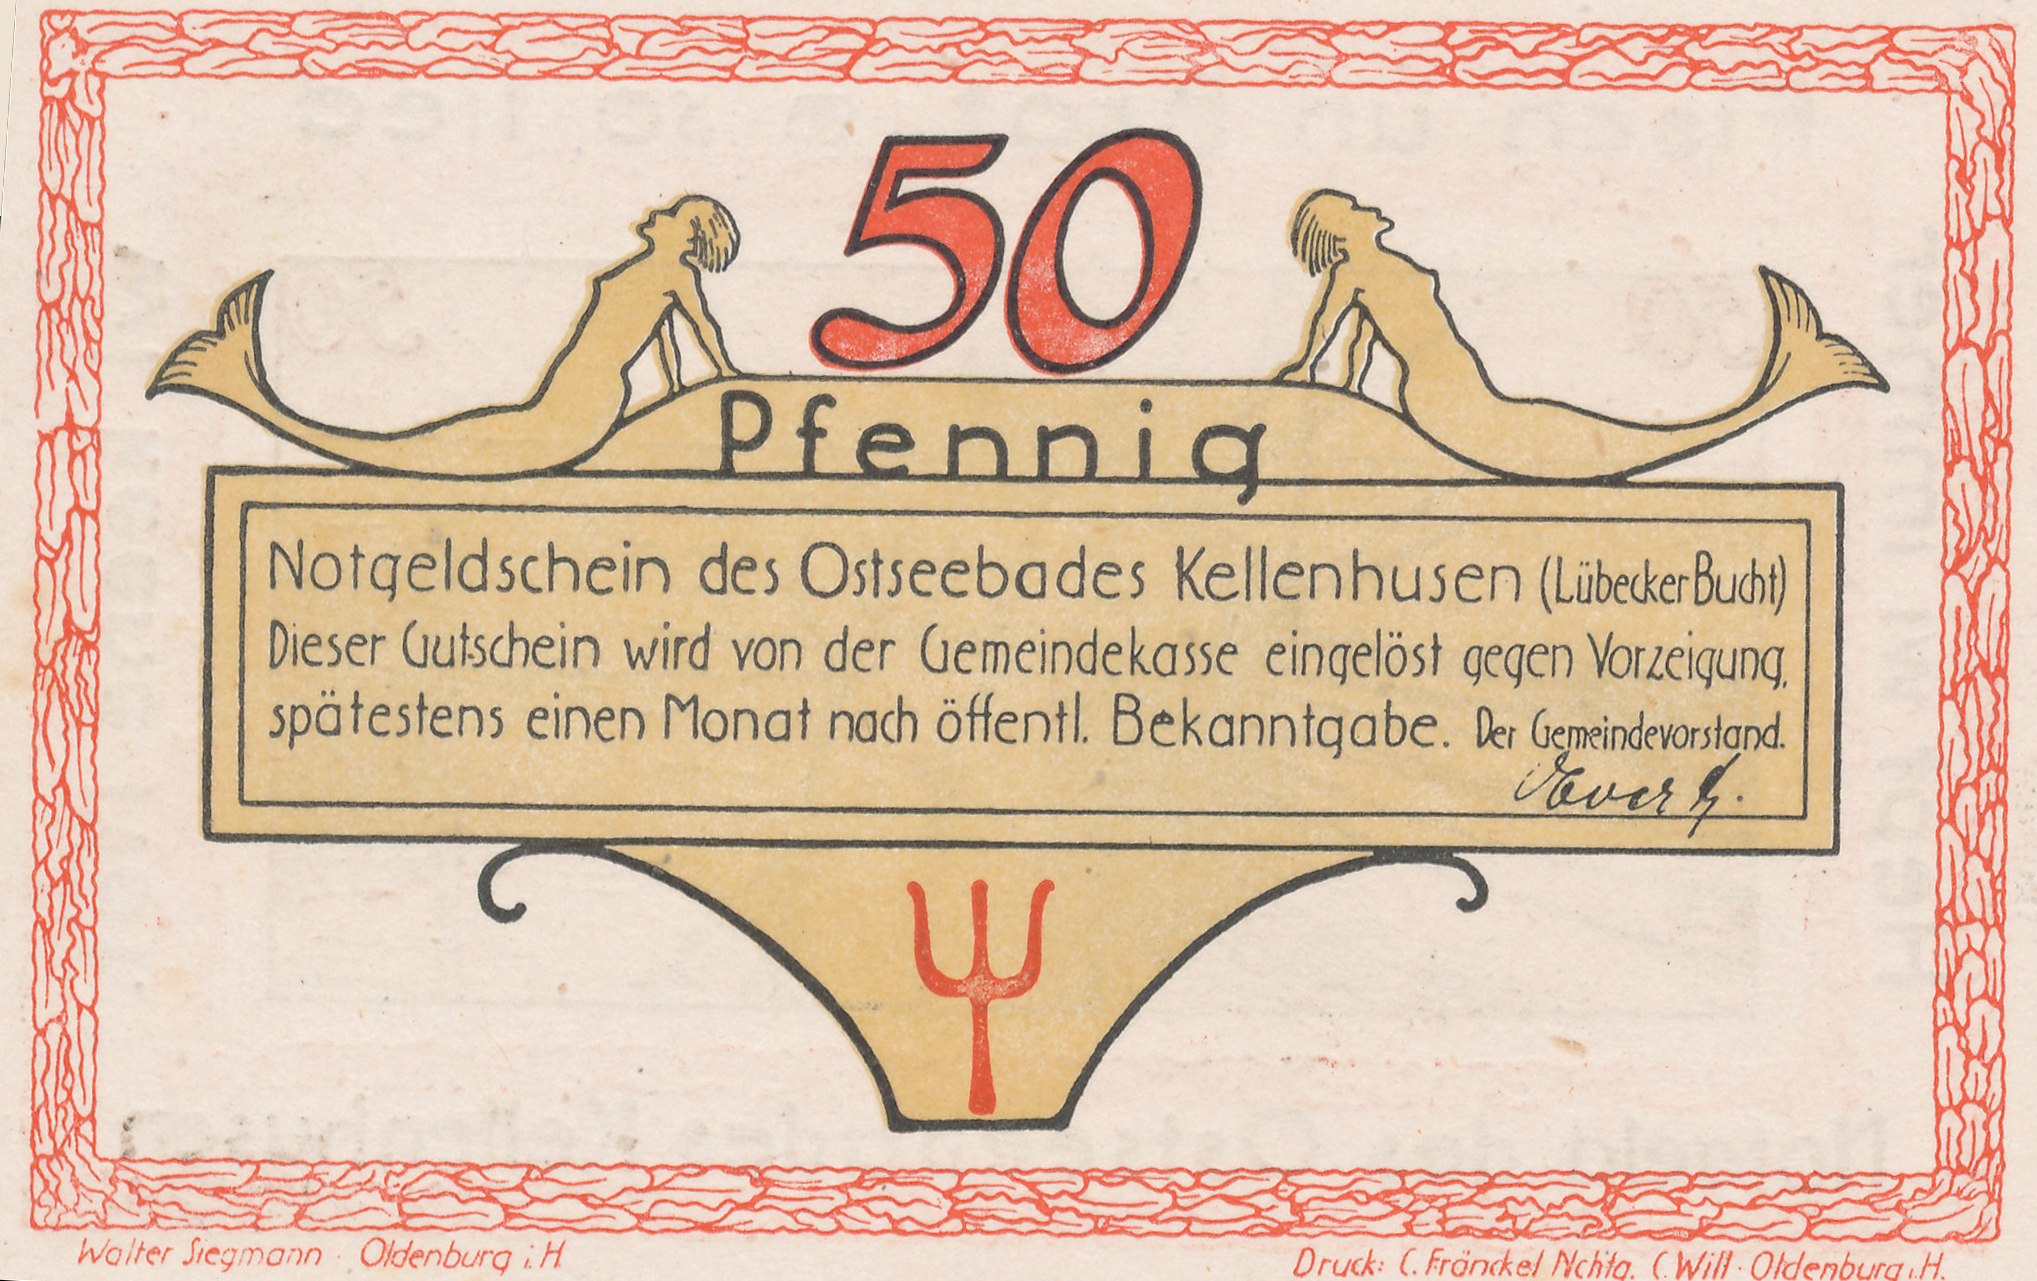 50
Pfennig
Notgeldschein des Ostseebades Kellenhusen (Lübecker Bucht)
Dieser Gutschein wird von der Gemeindekasse eingelöst gegen Vorzeigung,
spätestens einen Monat nach öffentl. Bekanntgabe. Der Gemeindevorstand.
Walter Siegmann · Oldenburg i. H
Druck: C. Fränckel Nchflg. C. Will · Oldenburg i. H.